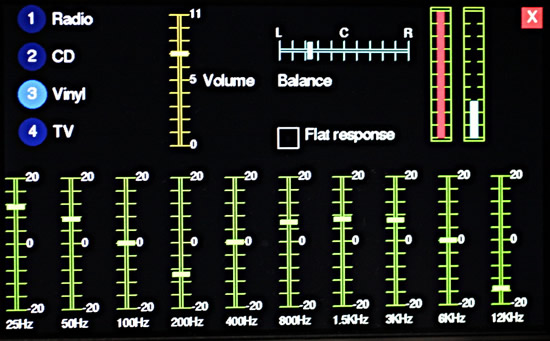 1 Radio
2 CD
3 Vinyl
4 TV
11
5 Volume
0
L C R
Balance
Flat response
X
20 20 20 20 20 20 20 20 20 20
0 0 0 0 0 0 0 0 0 0
-20 -20 -20 -20 -20 -20 -20 -20 -20 -20
25Hz 50Hz 100Hz 200Hz 400Hz 800Hz 1.5KHz 3KHz 6KHz 12KHz